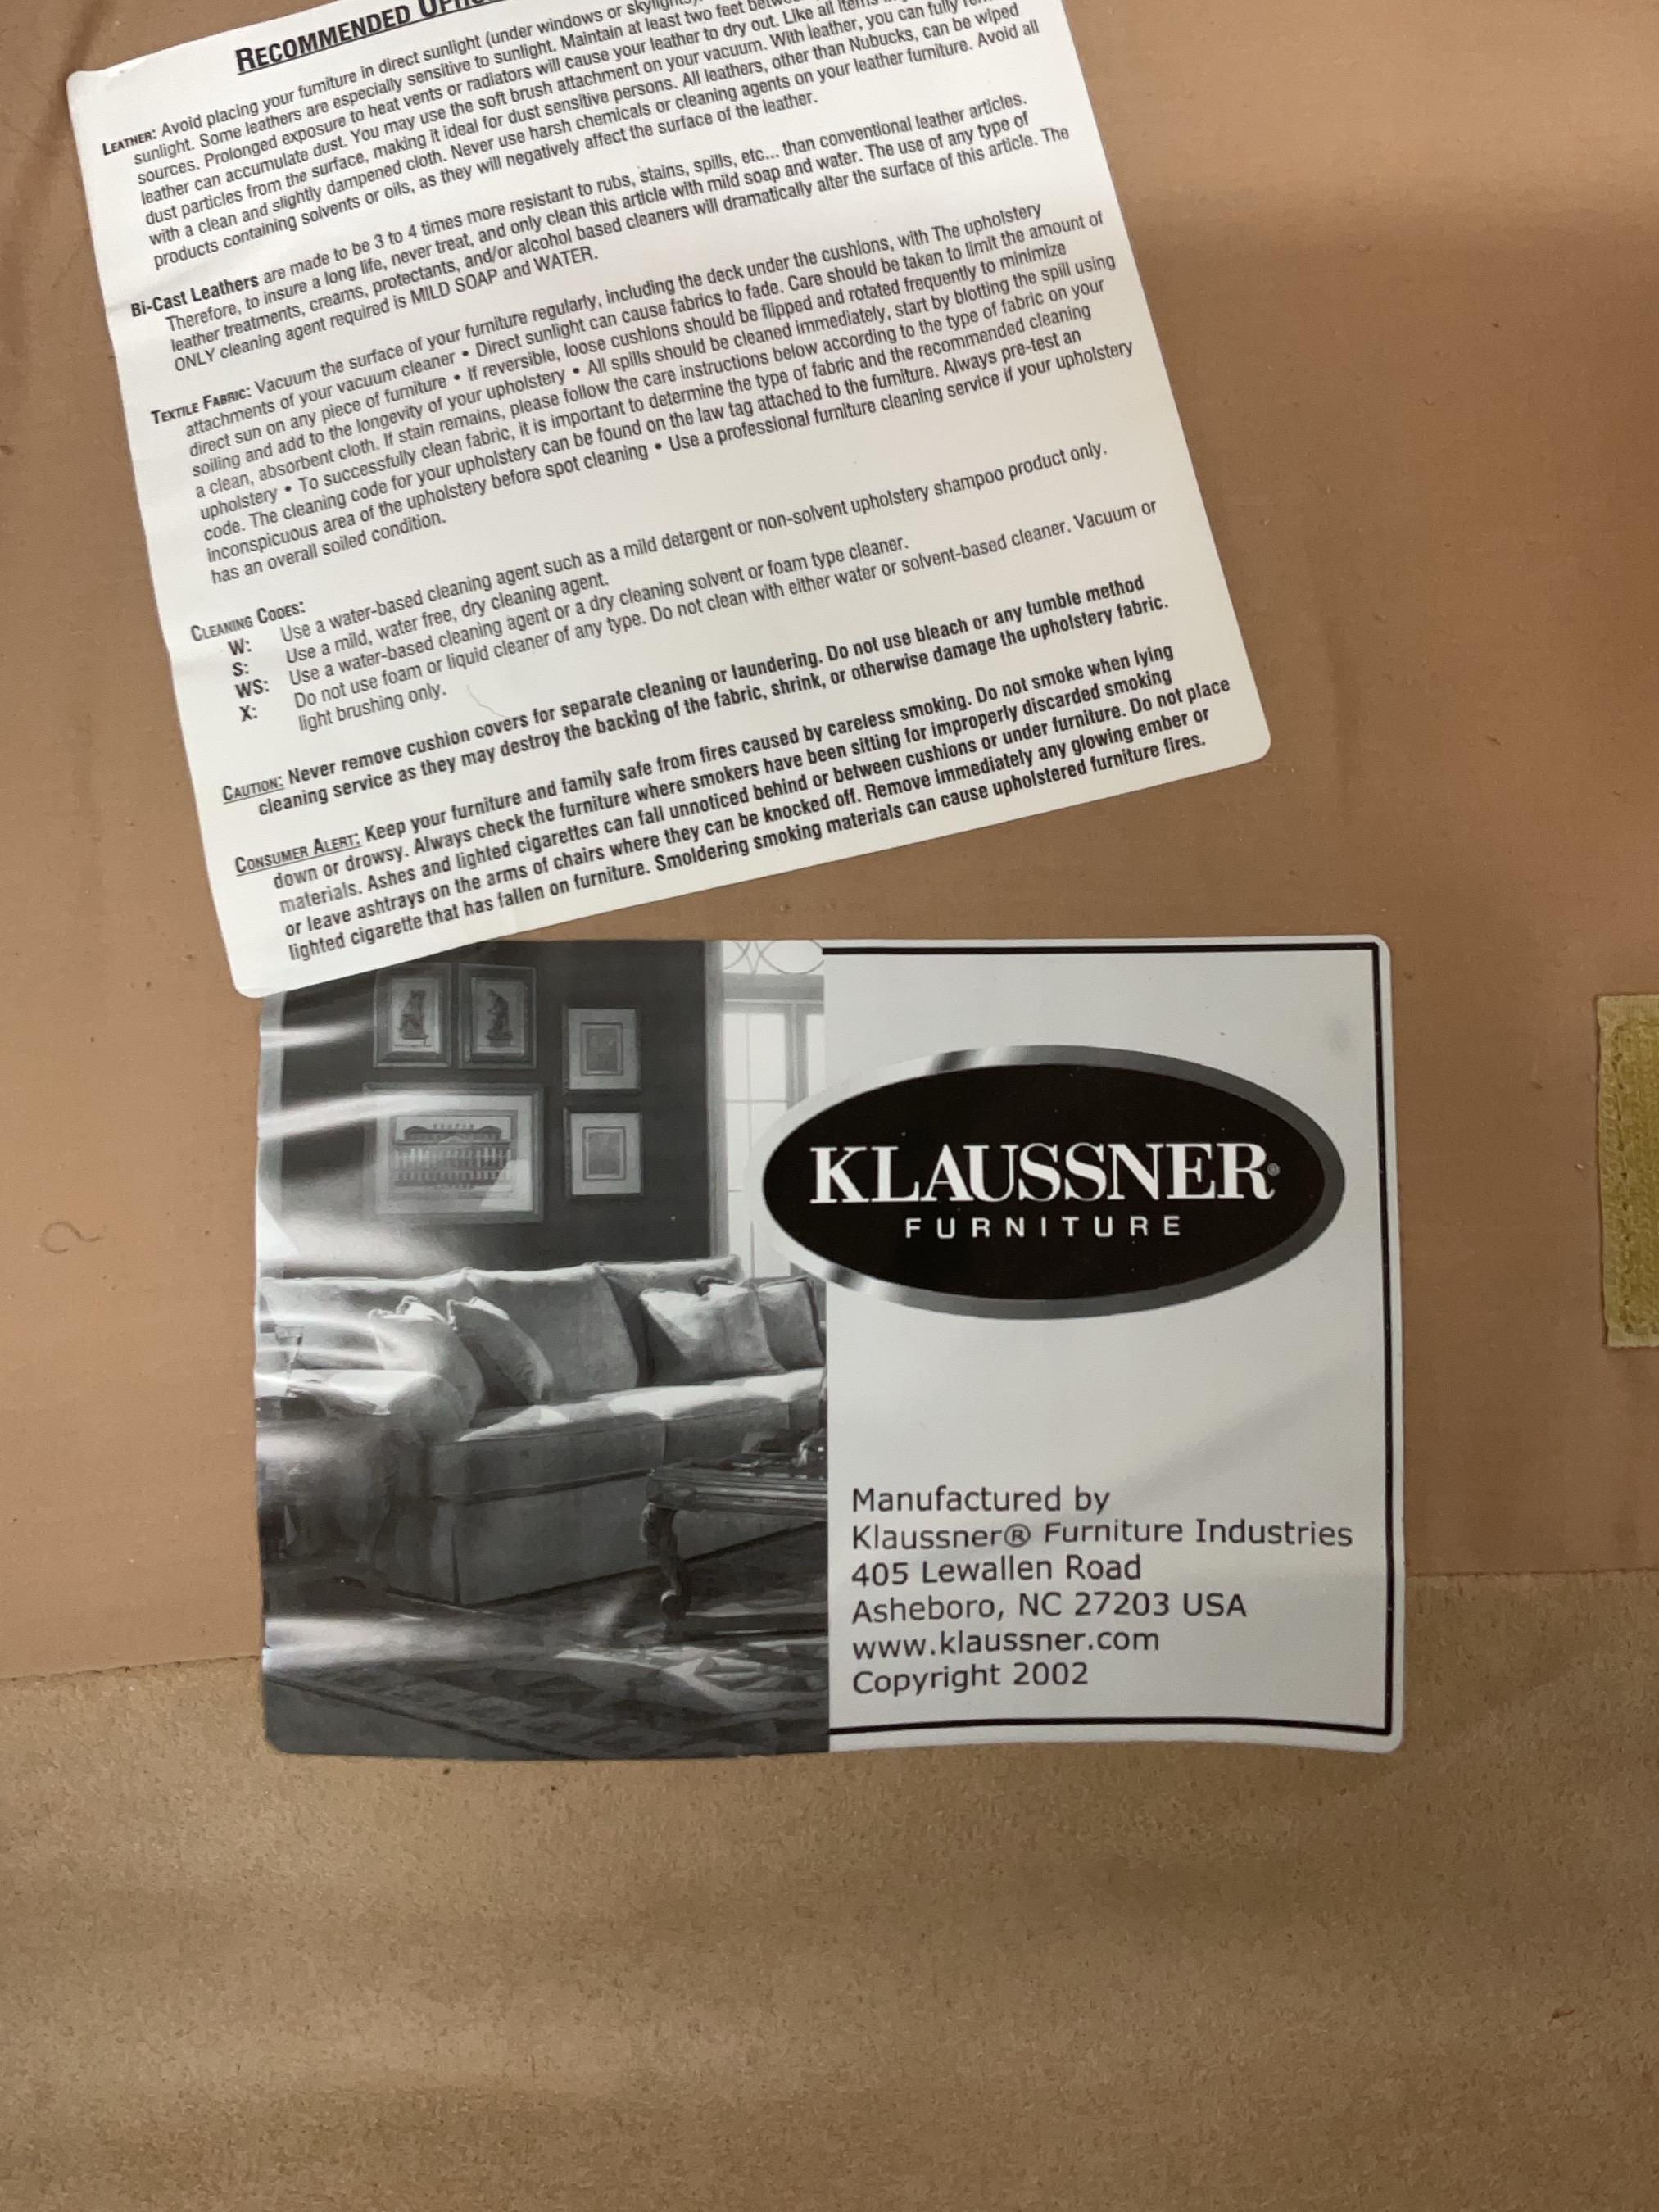 RECOMMENDED
LEATHER: Avoid placing your furniture in direct sunlight (under windows or skylights).
sunlight. Some leathers are especially sensitive to sunlight. Maintain at least two feet
sources. Prolonged exposure to heat vents or radiators will cause your leather to dry out. Like all items
leather can accumulate dust. You may use the soft brush attachment on your vacuum. With leather, you can fully
dust particles from the surface, making it ideal for dust sensitive persons. All leathers, other than Nubucks, can be wiped
with a clean and slightly dampened cloth. Never use harsh chemicals or cleaning agents on your leather furniture. Avoid all
products containing solvents or oils, as they will negatively affect the surface of the leather.
Bi-Cast Leathers are made to be 3 to 4 times more resistant to rubs, stains, spills, etc... than conventional leather articles.
Therefore, to insure a long life, never treat, and only clean this article with mild soap and water. The use of any type of
leather treatments, creams, protectants, and/or alcohol based cleaners will dramatically alter the surface of this article. The
ONLY cleaning agent required is MILD SOAP and WATER.
TEXTILE FABRIC: Vacuum the surface of your furniture regularly, including the deck under the cushions, with The upholstery
attachments of your vacuum cleaner • Direct sunlight can cause fabrics to fade. Care should be taken to limit the amount of
direct sun on any piece of furniture • If reversible, loose cushions should be flipped and rotated frequently to minimize
soiling and add to the longevity of your upholstery • All spills should be cleaned immediately, start by blotting the spill using
a clean, absorbent cloth. If stain remains, please follow the care instructions below according to the type of fabric on your
upholstery • To successfully clean fabric, it is important to determine the type of fabric and the recommended cleaning
code. The cleaning code for your upholstery can be found on the law tag attached to the furniture. Always pre-test an
inconspicuous area of the upholstery before spot cleaning • Use a professional furniture cleaning service if your upholstery
has an overall soiled condition.
CLEANING CODES:
W: Use a water-based cleaning agent such as a mild detergent or non-solvent upholstery shampoo product only.
S: Use a mild, water free, dry cleaning agent.
WS: Use a water-based cleaning agent or a dry cleaning solvent or foam type cleaner.
X: Do not use foam or liquid cleaner of any type. Do not clean with either water or solvent-based cleaner. Vacuum or
light brushing only.
CAUTION: Never remove cushion covers for separate cleaning or laundering. Do not use bleach or any tumble method
cleaning service as they may destroy the backing of the fabric, shrink, or otherwise damage the upholstery fabric.
CONSUMER ALERT: Keep your furniture and family safe from fires caused by careless smoking. Do not smoke when lying
down or drowsy. Always check the furniture where smokers have been sitting for improperly discarded smoking
materials. Ashes and lighted cigarettes can fall unnoticed behind or between cushions or under furniture. Do not place
or leave ashtrays on the arms of chairs where they can be knocked off. Remove immediately any glowing ember or
lighted cigarette that has fallen on furniture. Smoldering smoking materials can cause upholstered furniture fires.
KLAUSSNER®
FURNITURE
Manufactured by
Klaussner® Furniture Industries
405 Lewallen Road
Asheboro, NC 27203 USA
www.klaussner.com
Copyright 2002